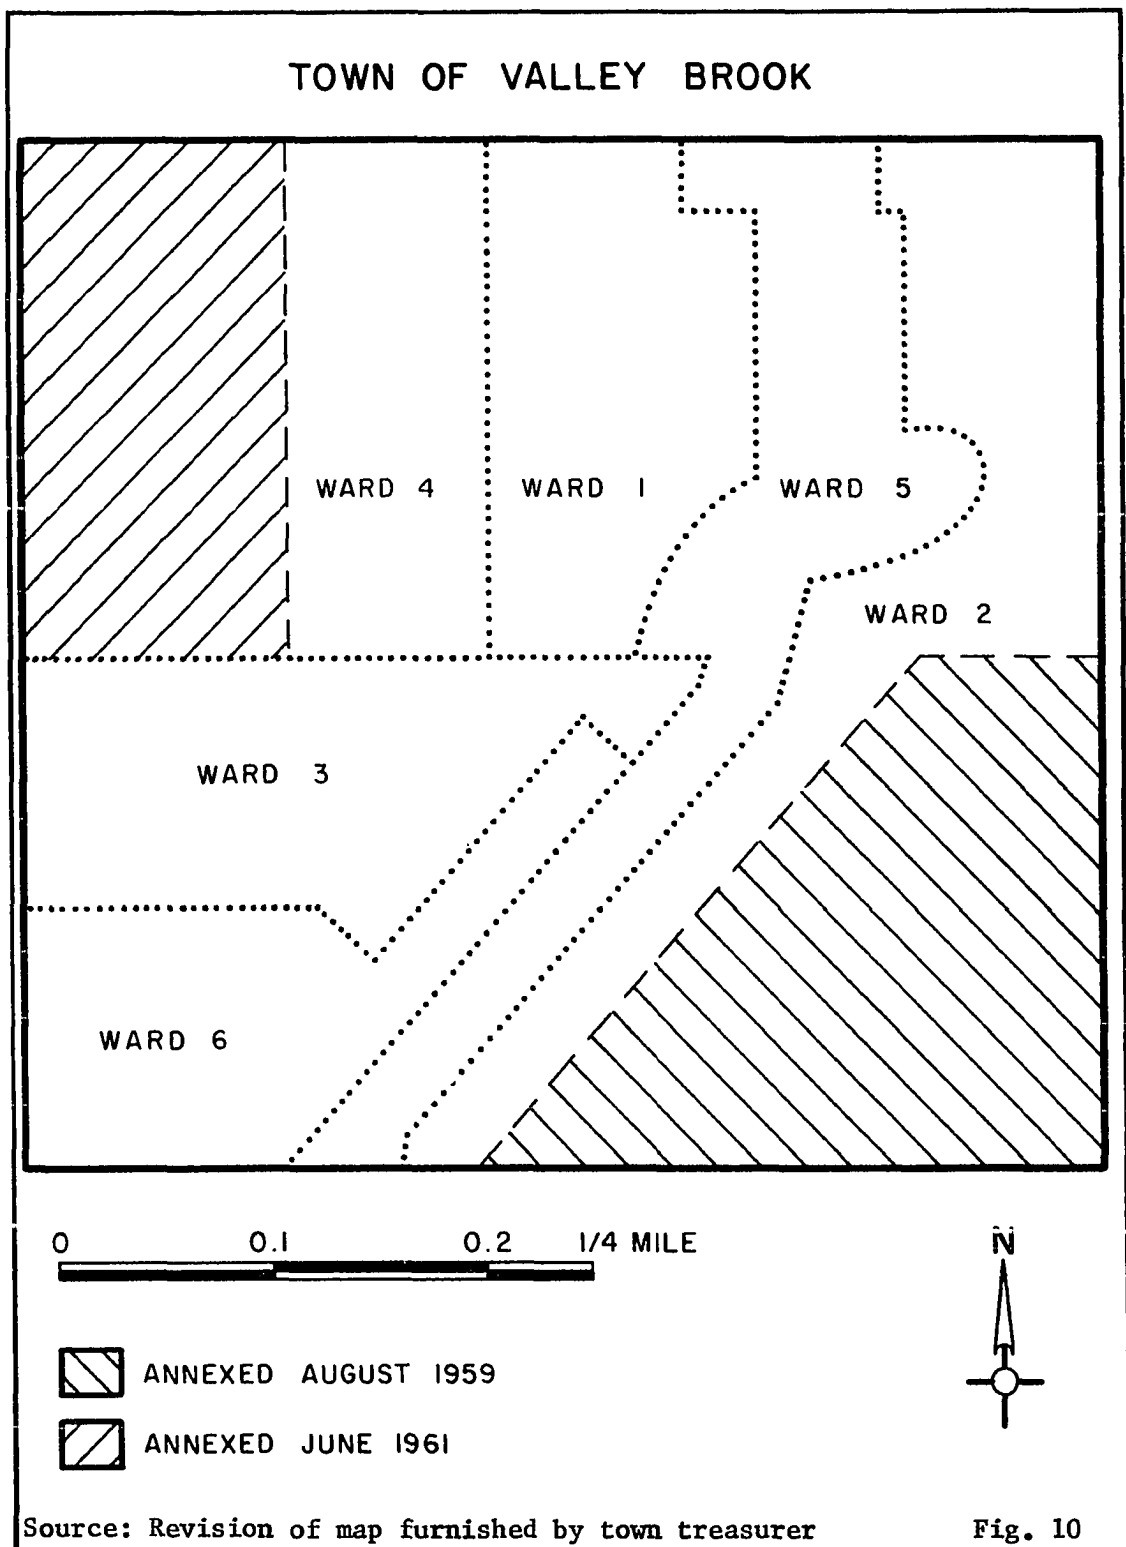 TOWN OF VALLEY BROOK
WARD 4
WARD 1
WARD 5
WARD 2
WARD 3
WARD 6
0 0.1 0.2 1/4 MILE
N
ANNEXED AUGUST 1959
ANNEXED JUNE 1961
Source: Revision of map furnished by town treasurer Fig. 10